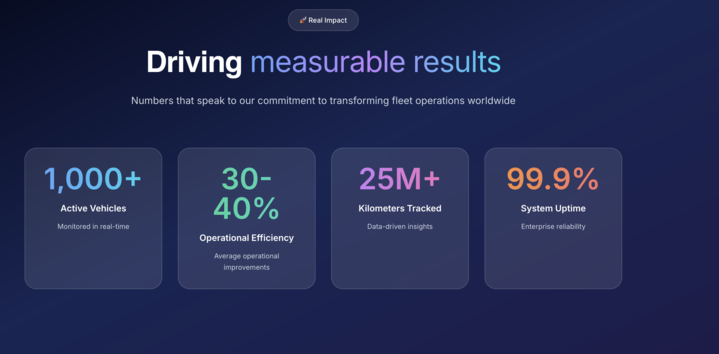 🚀 Real Impact
Driving measurable results
Numbers that speak to our commitment to transforming fleet operations worldwide
1,000+
Active Vehicles
Monitored in real-time
30-
40%
Operational Efficiency
Average operational
improvements
25M+
Kilometers Tracked
Data-driven insights
99.9%
System Uptime
Enterprise reliability